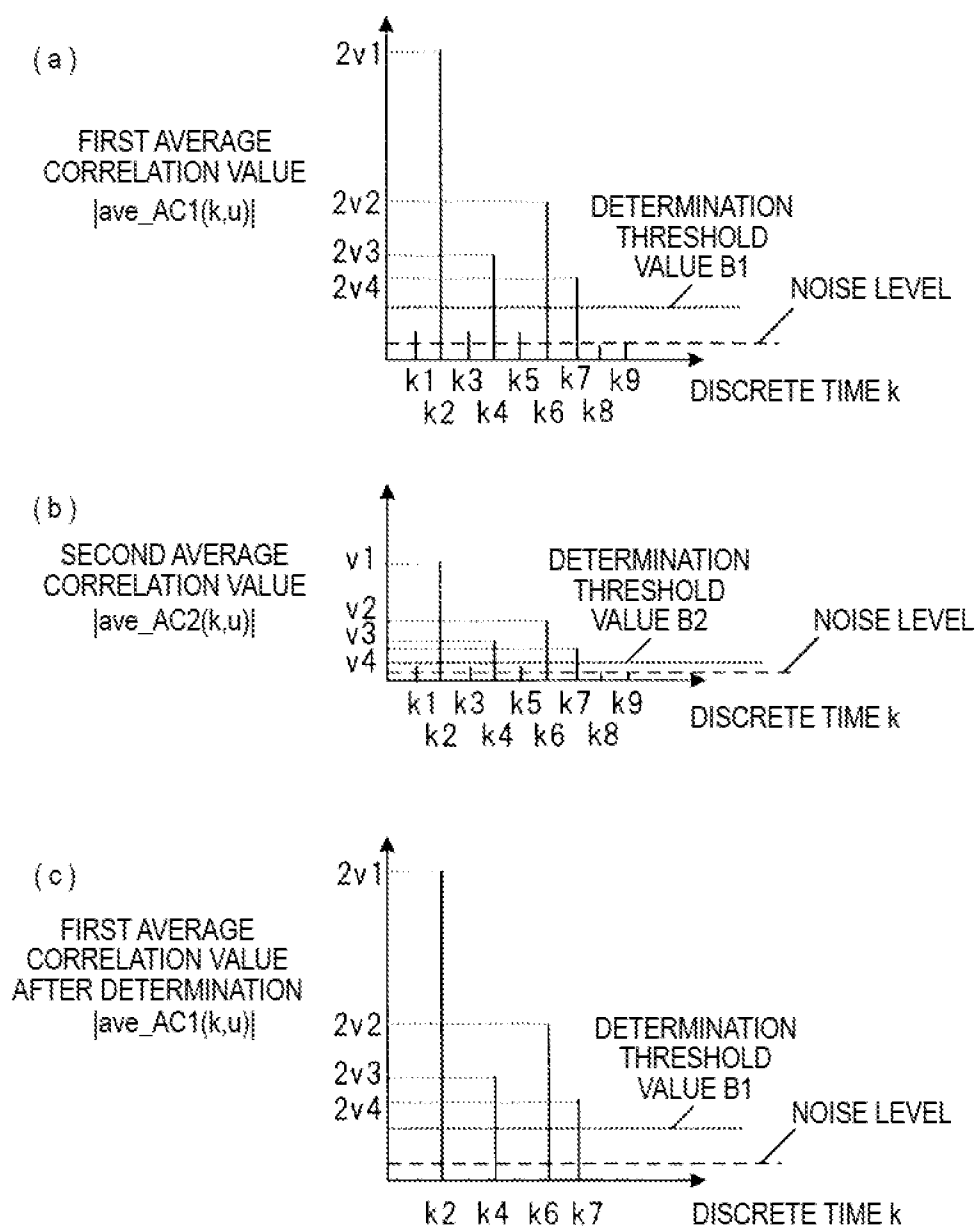 (a)
FIRST AVERAGE
CORRELATION VALUE
|ave_AC1(k,u)|
2v1
2v2
2v3
2v4
DETERMINATION
THRESHOLD
VALUE B1
NOISE LEVEL
k1 k3 k5 k7 k9
k2 k4 k6 k8
DISCRETE TIME k
(b)
SECOND AVERAGE
CORRELATION VALUE
|ave_AC2(k,u)|
v1
v2
v3
v4
DETERMINATION
THRESHOLD
VALUE B2
NOISE LEVEL
k1 k3 k5 k7 k9
k2 k4 k6 k8
DISCRETE TIME k
(c)
FIRST AVERAGE
CORRELATION VALUE
AFTER DETERMINATION
|ave_AC1(k,u)|
2v1
2v2
2v3
2v4
DETERMINATION
THRESHOLD
VALUE B1
NOISE LEVEL
k2 k4 k6 k7
DISCRETE TIME k